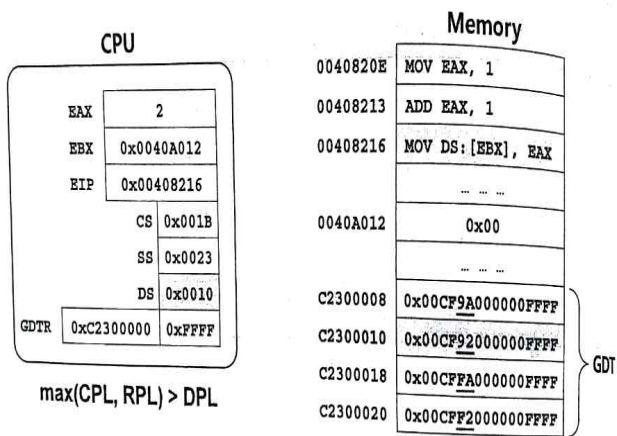 CPU
EAX 2
EBX 0x0040A012
EIP 0x00408216
CS 0x001B
SS 0x0023
DS 0x0010
GDTR 0xC2300000 0xFFFF
max(CPL, RPL) > DPL
Memory
0040820E MOV EAX, 1
00408213 ADD EAX, 1
00408216 MOV DS:[EBX], EAX
... ... ...
0040A012 0x00
... ... ...
C2300008 0x00CF9A000000FFFF
C2300010 0x00CF92000000FFFF
C2300018 0x00CFFA000000FFFF
C2300020 0x00CFF2000000FFFF
GDT